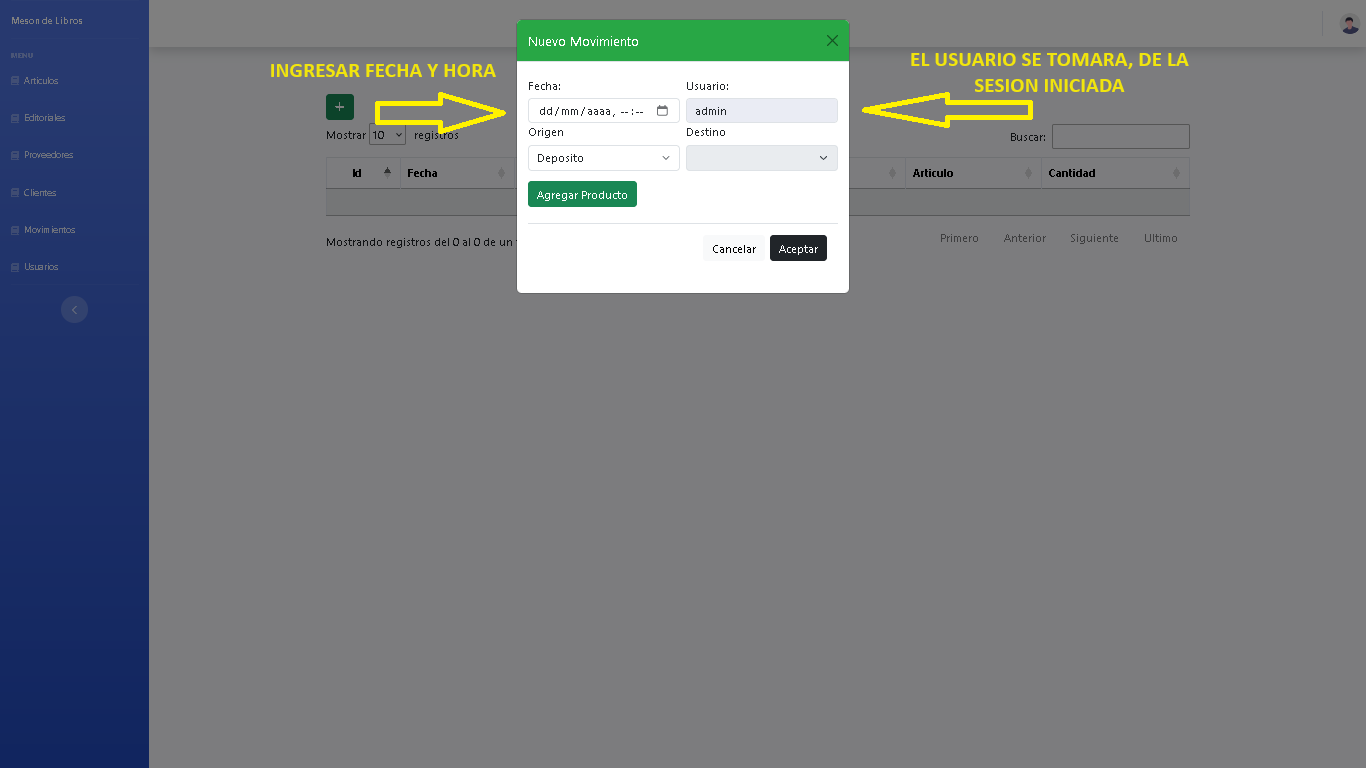 Meson de Libros
MENU
Articulos
Editoriales
Proveedores
Clientes
Movimientos
Usuarios
Nuevo Movimiento
INGRESAR FECHA Y HORA
EL USUARIO SE TOMARA, DE LA
SESION INICIADA
Fecha:
Usuario:
dd/mm/aaaa, --:--
admin
Origen
Destino
Deposito
Agregar Producto
Cancelar
Aceptar
+
Mostrar 10 registros
Buscar:
Id
Fecha
Articulo
Cantidad
Mostrando registros del 0 al 0 de un
Primero
Anterior
Siguiente
Ultimo